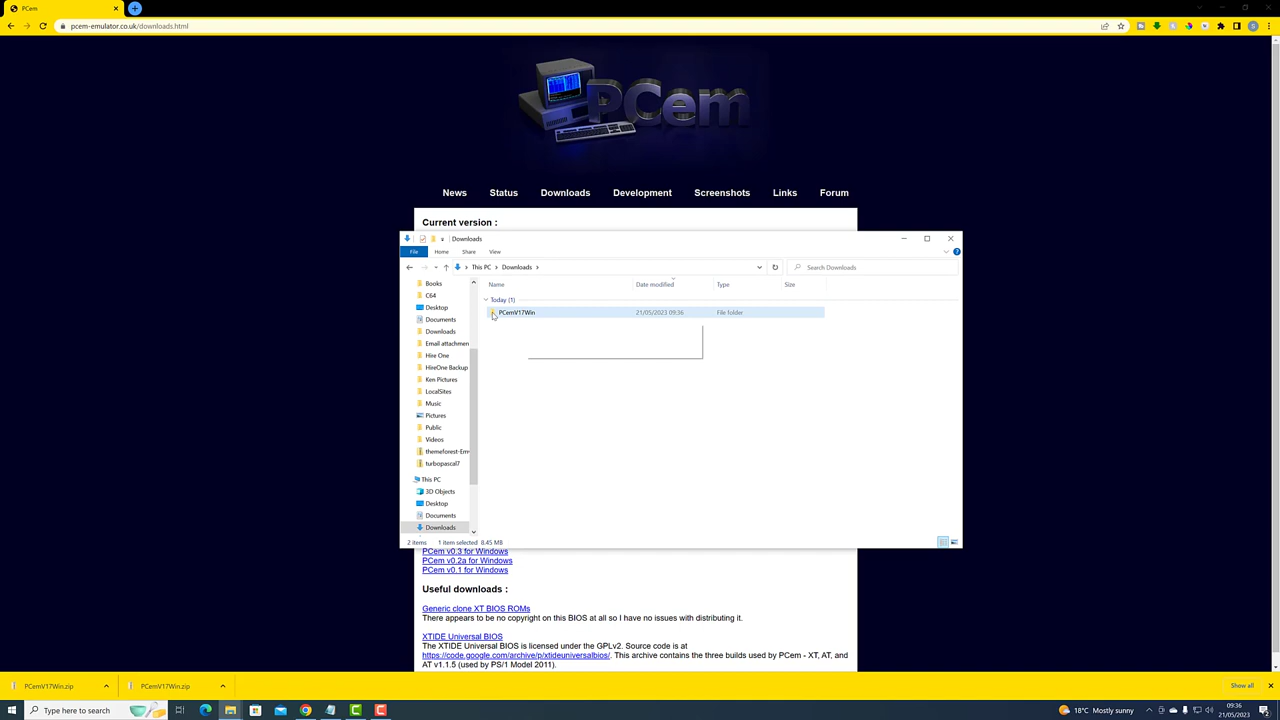 PCem
pcem-emulator.co.uk/downloads.html
PCem
News Status Downloads Development Screenshots Links Forum
Current version :
Downloads
File Home Share View
This PC > Downloads >
Search Downloads
Name Date modified Type Size
Books
C64
Desktop
Documents
Downloads
Email attachmen
Hire One
HireOne Backup
Ken Pictures
LocalSites
Music
Pictures
Public
Videos
themeforest-Em
turbopascal7
This PC
3D Objects
Desktop
Documents
Downloads
Today (1)
PCemV17Win 21/05/2023 09:36 File folder
2 items 1 item selected 8.45 MB
PCem v0.3 for Windows
PCem v0.2a for Windows
PCem v0.1 for Windows
Useful downloads :
Generic clone XT BIOS ROMs
There appears to be no copyright on this BIOS at all so I have no issues with distributing it.
XTIDE Universal BIOS
The XTIDE Universal BIOS is licensed under the GPLv2. Source code is at
https://code.google.com/archive/p/xtideuniversalbios/. This archive contains the three builds used by PCem - XT, AT, and
AT v1.1.5 (used by PS/1 Model 2011).
PCemV17Win.zip PCemV17Win.zip Show all
Type here to search
18°C Mostly sunny
09:36
21/05/2023